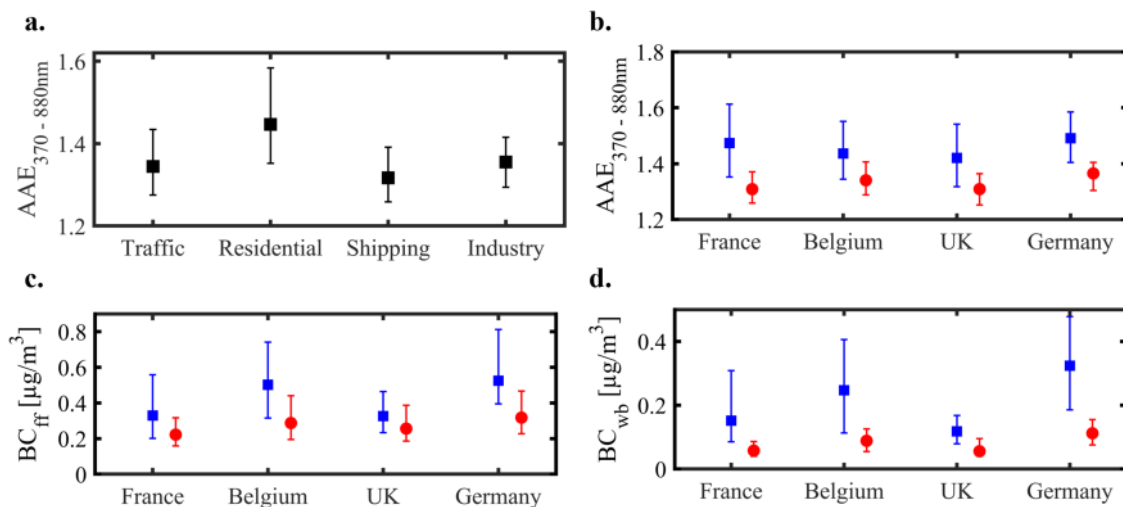 a.
AAE370 - 880nm
1.6
1.4
1.2
Traffic Residential Shipping Industry
b.
AAE370 - 880nm
1.8
1.6
1.4
1.2
France Belgium UK Germany
c.
BCff [µg/m³]
0.8
0.6
0.4
0.2
0
France Belgium UK Germany
d.
BCwb [µg/m³]
0.4
0.2
0
France Belgium UK Germany